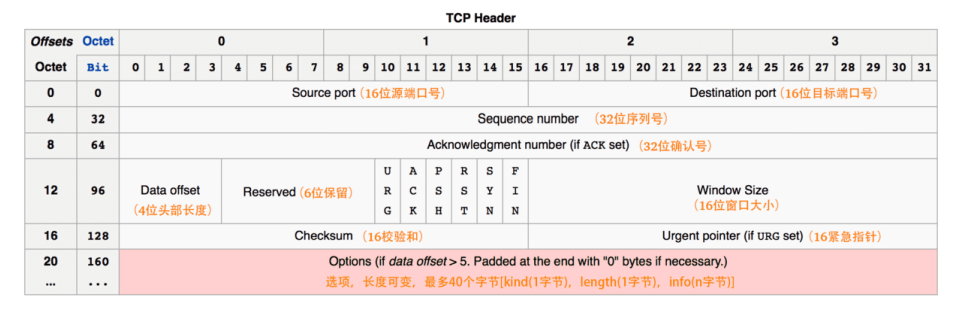 TCP Header
Offsets Octet 0 1 2 3
Octet Bit 0 1 2 3 4 5 6 7 8 9 10 11 12 13 14 15 16 17 18 19 20 21 22 23 24 25 26 27 28 29 30 31
0 0 Source port（16位源端口号） Destination port（16位目标端口号）
4 32 Sequence number （32位序列号）
8 64 Acknowledgment number (if ACK set) （32位确认号）
12 96 Data offset （4位头部长度） Reserved（6位保留） URG ACK PSH RST SYN FIN Window Size （16位窗口大小）
16 128 Checksum （16校验和） Urgent pointer (if URG set)（16紧急指针）
20 160 Options (if data offset > 5. Padded at the end with "0" bytes if necessary.)
... ... 选项，长度可变，最多40个字节[kind(1字节)，length(1字节)，info(n字节)]